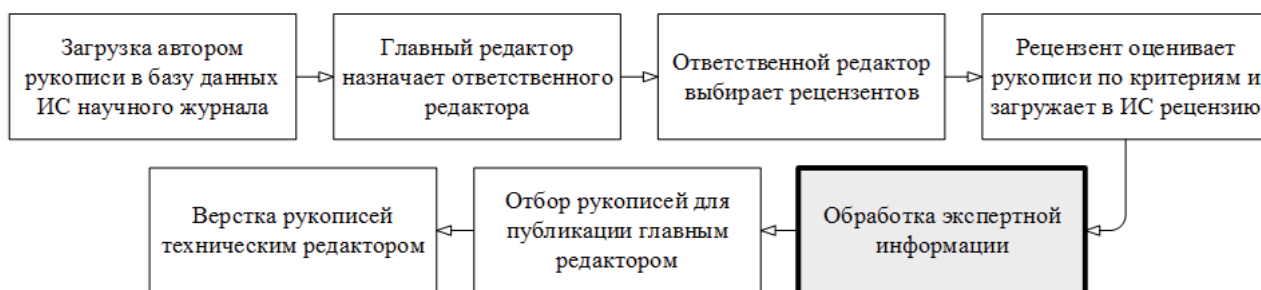 Загрузка автором
рукописи в базу данных
ИС научного журнала
Главный редактор
назначает ответственного
редактора
Ответственной редактор
выбирает рецензентов
Рецензент оценивает
рукописи по критериям и
загружает в ИС рецензию
Обработка экспертной
информации
Отбор рукописей для
публикации главным
редактором
Верстка рукописей
техническим редактором